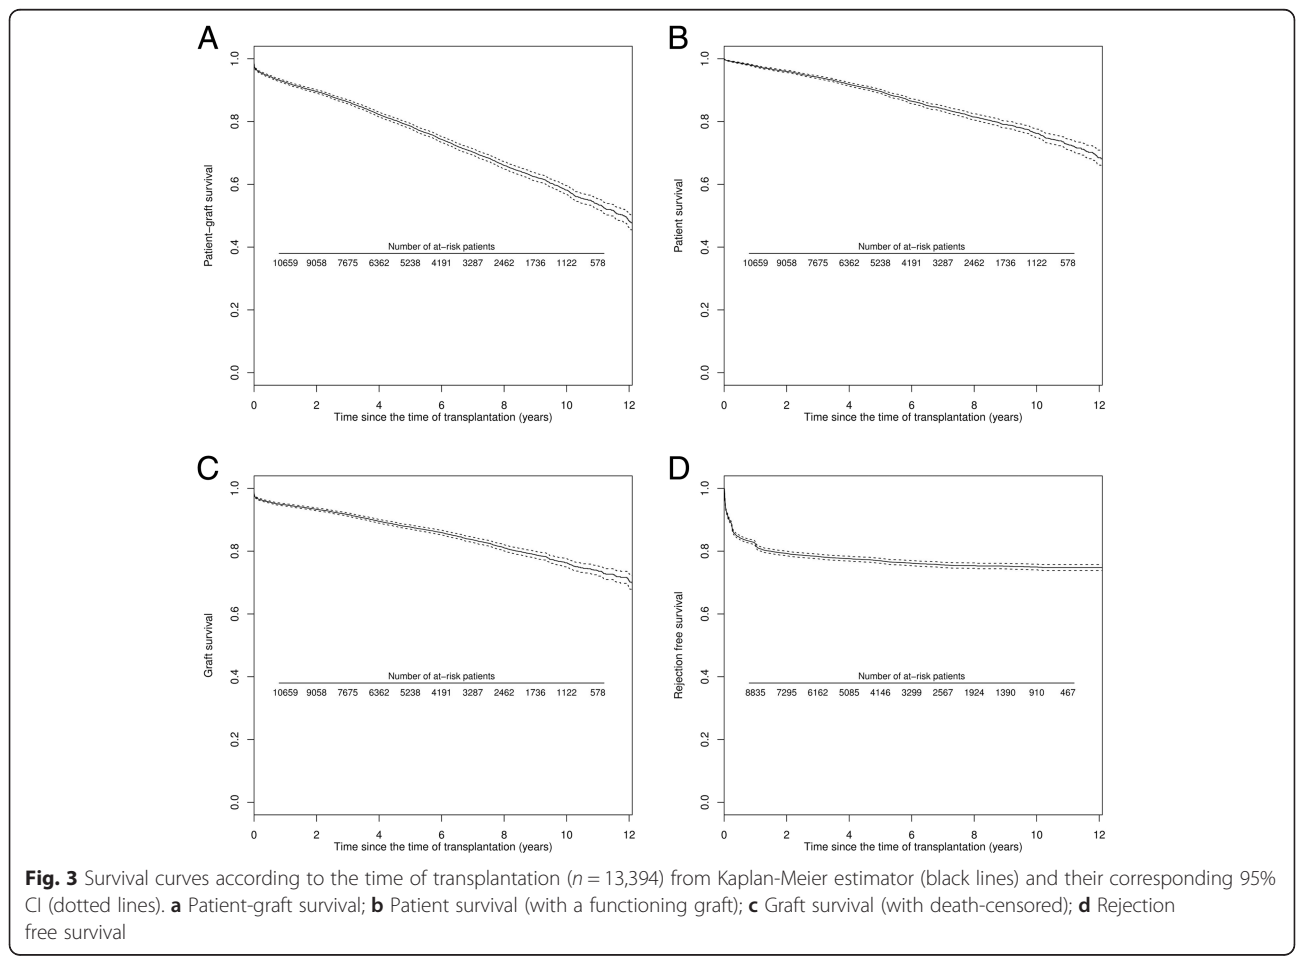 A
Patient–graft survival
1.0
0.8
0.6
0.4
0.2
0.0
Number of at–risk patients
10659 9058 7675 6362 5238 4191 3287 2462 1736 1122 578
0 2 4 6 8 10 12
Time since the time of transplantation (years)
B
Patient survival
1.0
0.8
0.6
0.4
0.2
0.0
Number of at–risk patients
10659 9058 7675 6362 5238 4191 3287 2462 1736 1122 578
0 2 4 6 8 10 12
Time since the time of transplantation (years)
C
Graft survival
1.0
0.8
0.6
0.4
0.2
0.0
Number of at–risk patients
10659 9058 7675 6362 5238 4191 3287 2462 1736 1122 578
0 2 4 6 8 10 12
Time since the time of transplantation (years)
D
Rejection free survival
1.0
0.8
0.6
0.4
0.2
0.0
Number of at–risk patients
8835 7295 6162 5085 4146 3299 2567 1924 1390 910 467
0 2 4 6 8 10 12
Time since the time of transplantation (years)
Fig. 3 Survival curves according to the time of transplantation (n = 13,394) from Kaplan-Meier estimator (black lines) and their corresponding 95%
CI (dotted lines). a Patient-graft survival; b Patient survival (with a functioning graft); c Graft survival (with death-censored); d Rejection
free survival